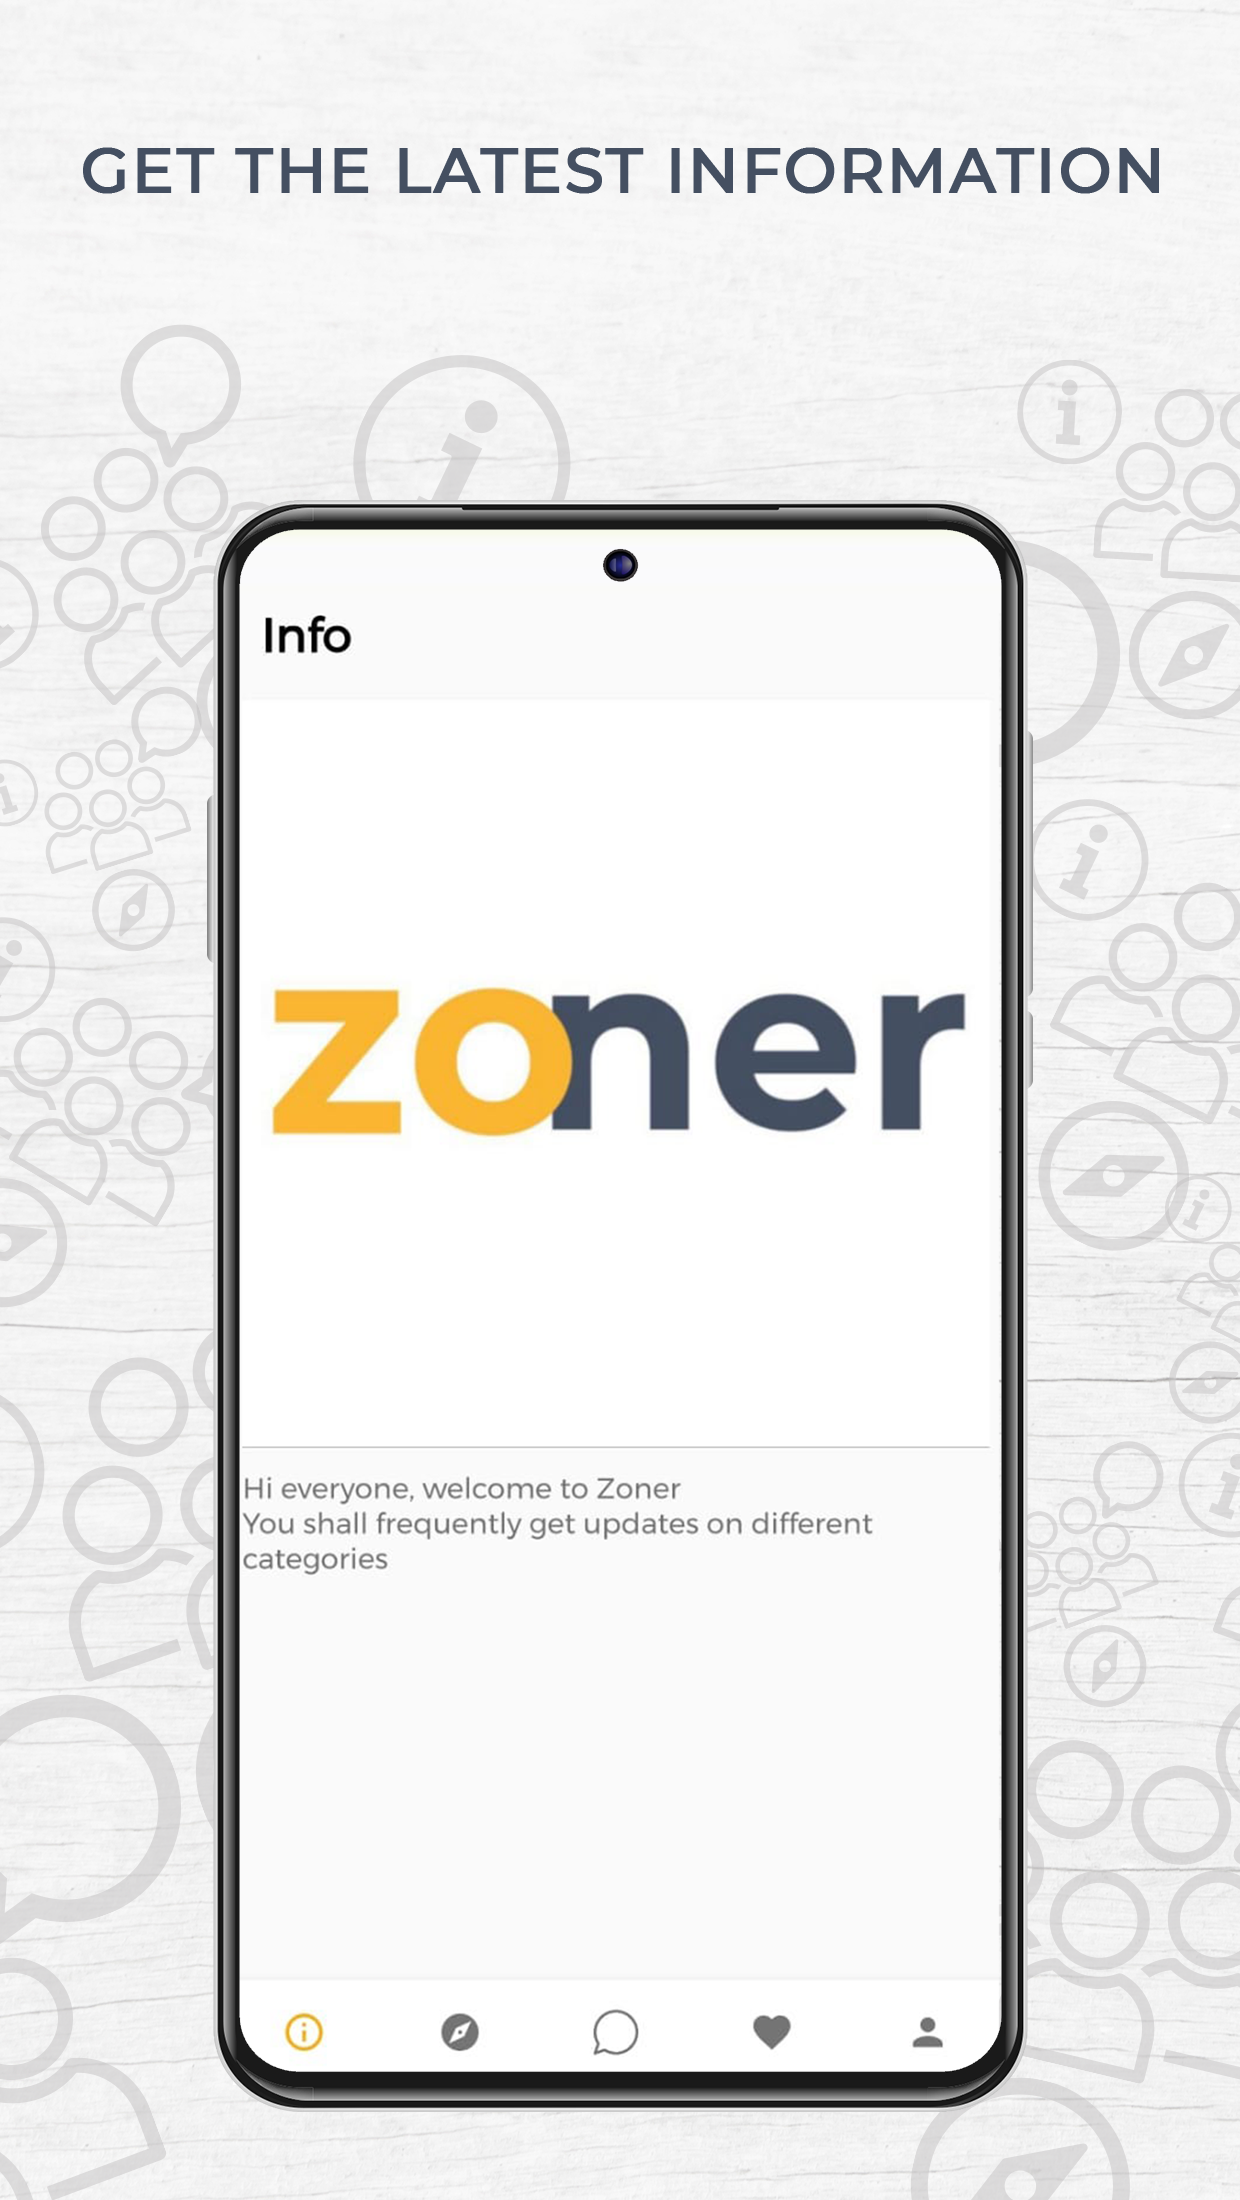 GET THE LATEST INFORMATION
Info
zoner
Hi everyone, welcome to Zoner
You shall frequently get updates on different
categories